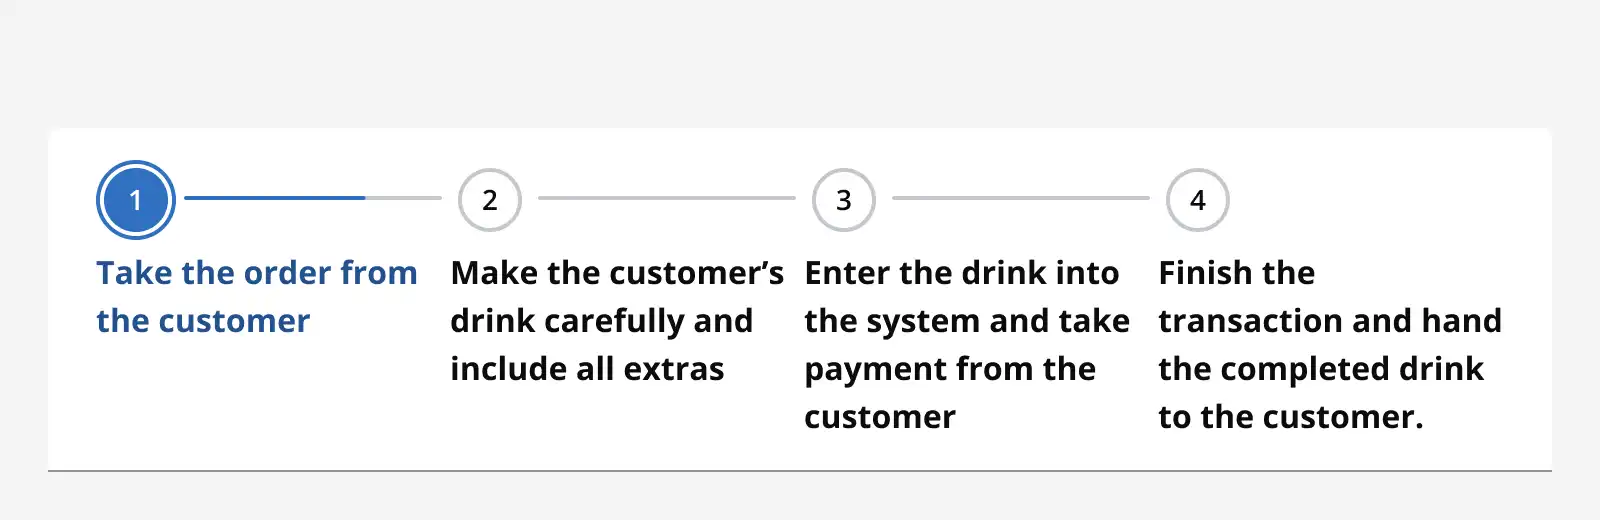 1
Take the order from
the customer
2
Make the customer’s
drink carefully and
include all extras
3
Enter the drink into
the system and take
payment from the
customer
4
Finish the
transaction and hand
the completed drink
to the customer.